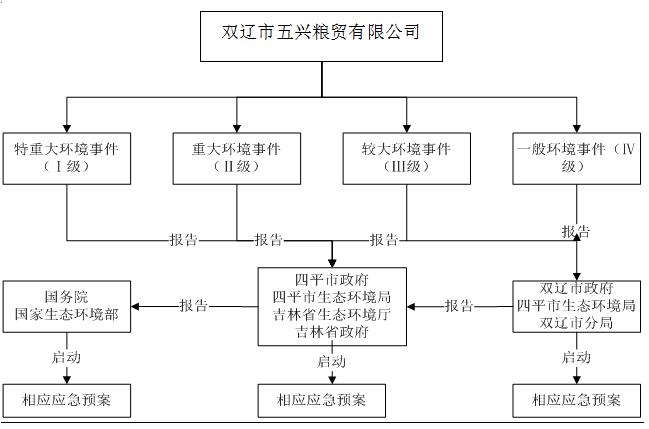 双辽市五兴粮贸有限公司
特重大环境事件
（Ⅰ级）
重大环境事件
（Ⅱ级）
较大环境事件
（Ⅲ级）
一般环境事件（Ⅳ
级）
报告
报告
报告
报告
国务院
国家生态环境部
报告
四平市政府
四平市生态环境局
吉林省生态环境厅
吉林省政府
报告
双辽市政府
四平市生态环境局
双辽市分局
启动
启动
启动
相应应急预案
相应应急预案
相应应急预案